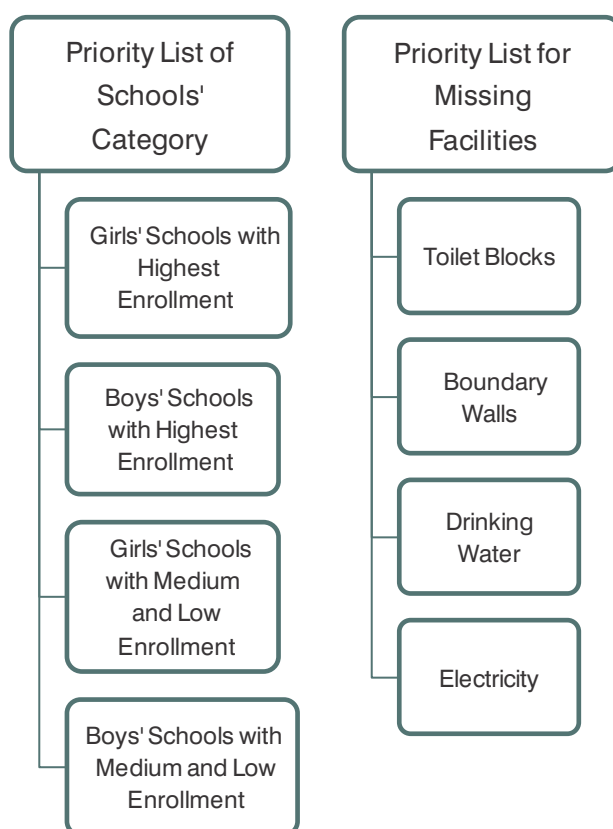 Priority List of
Schools'
Category
Girls' Schools with
Highest
Enrollment
Boys' Schools
with Highest
Enrollment
Girls' Schools
with Medium
and Low
Enrollment
Boys' Schools with
Medium and Low
Enrollment
Priority List for
Missing
Facilities
Toilet Blocks
Boundary
Walls
Drinking
Water
Electricity